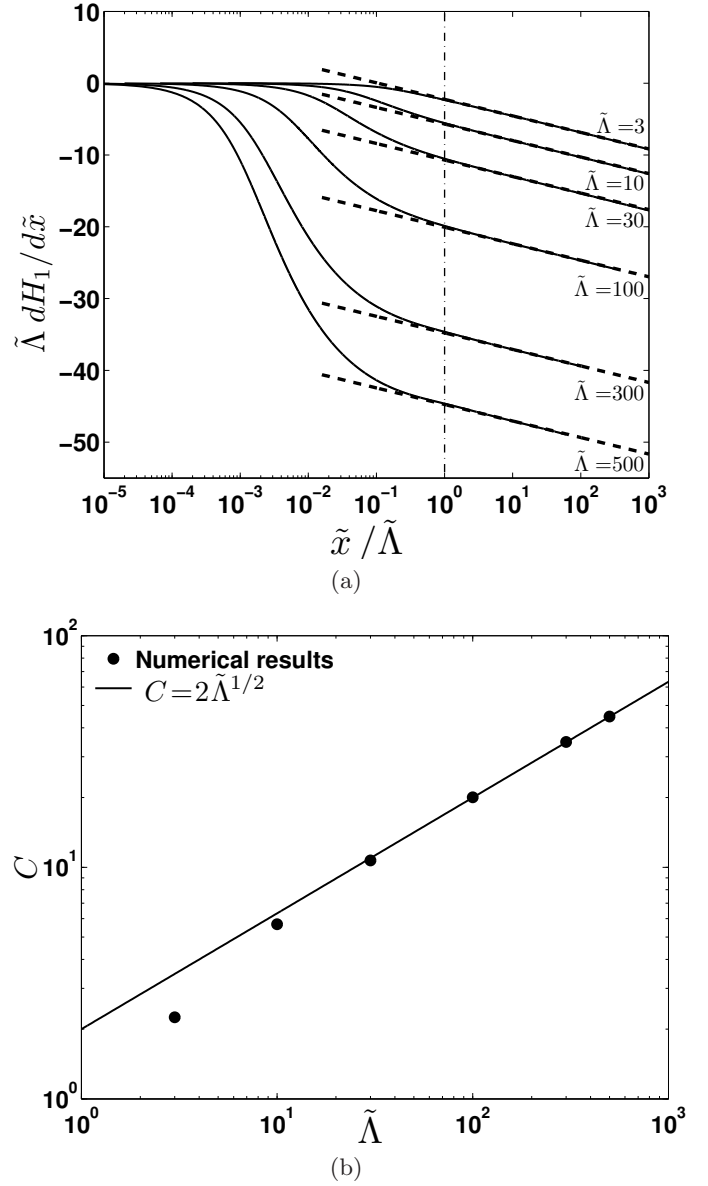 5
0
−10
−20
−30
−40
−50
Λ̃ dH₁/dx̃
Λ̃ =3
Λ̃ =10
Λ̃ =30
Λ̃ =100
Λ̃ =300
Λ̃ =500
10⁻⁵ 10⁻⁴ 10⁻³ 10⁻² 10⁻¹ 10⁰ 10¹ 10² 10³
x̃ /Λ̃
(a)
10²
10¹
10⁰
C
Numerical results
C=2Λ̃^{1/2}
10⁰ 10¹ 10² 10³
Λ̃
(b)